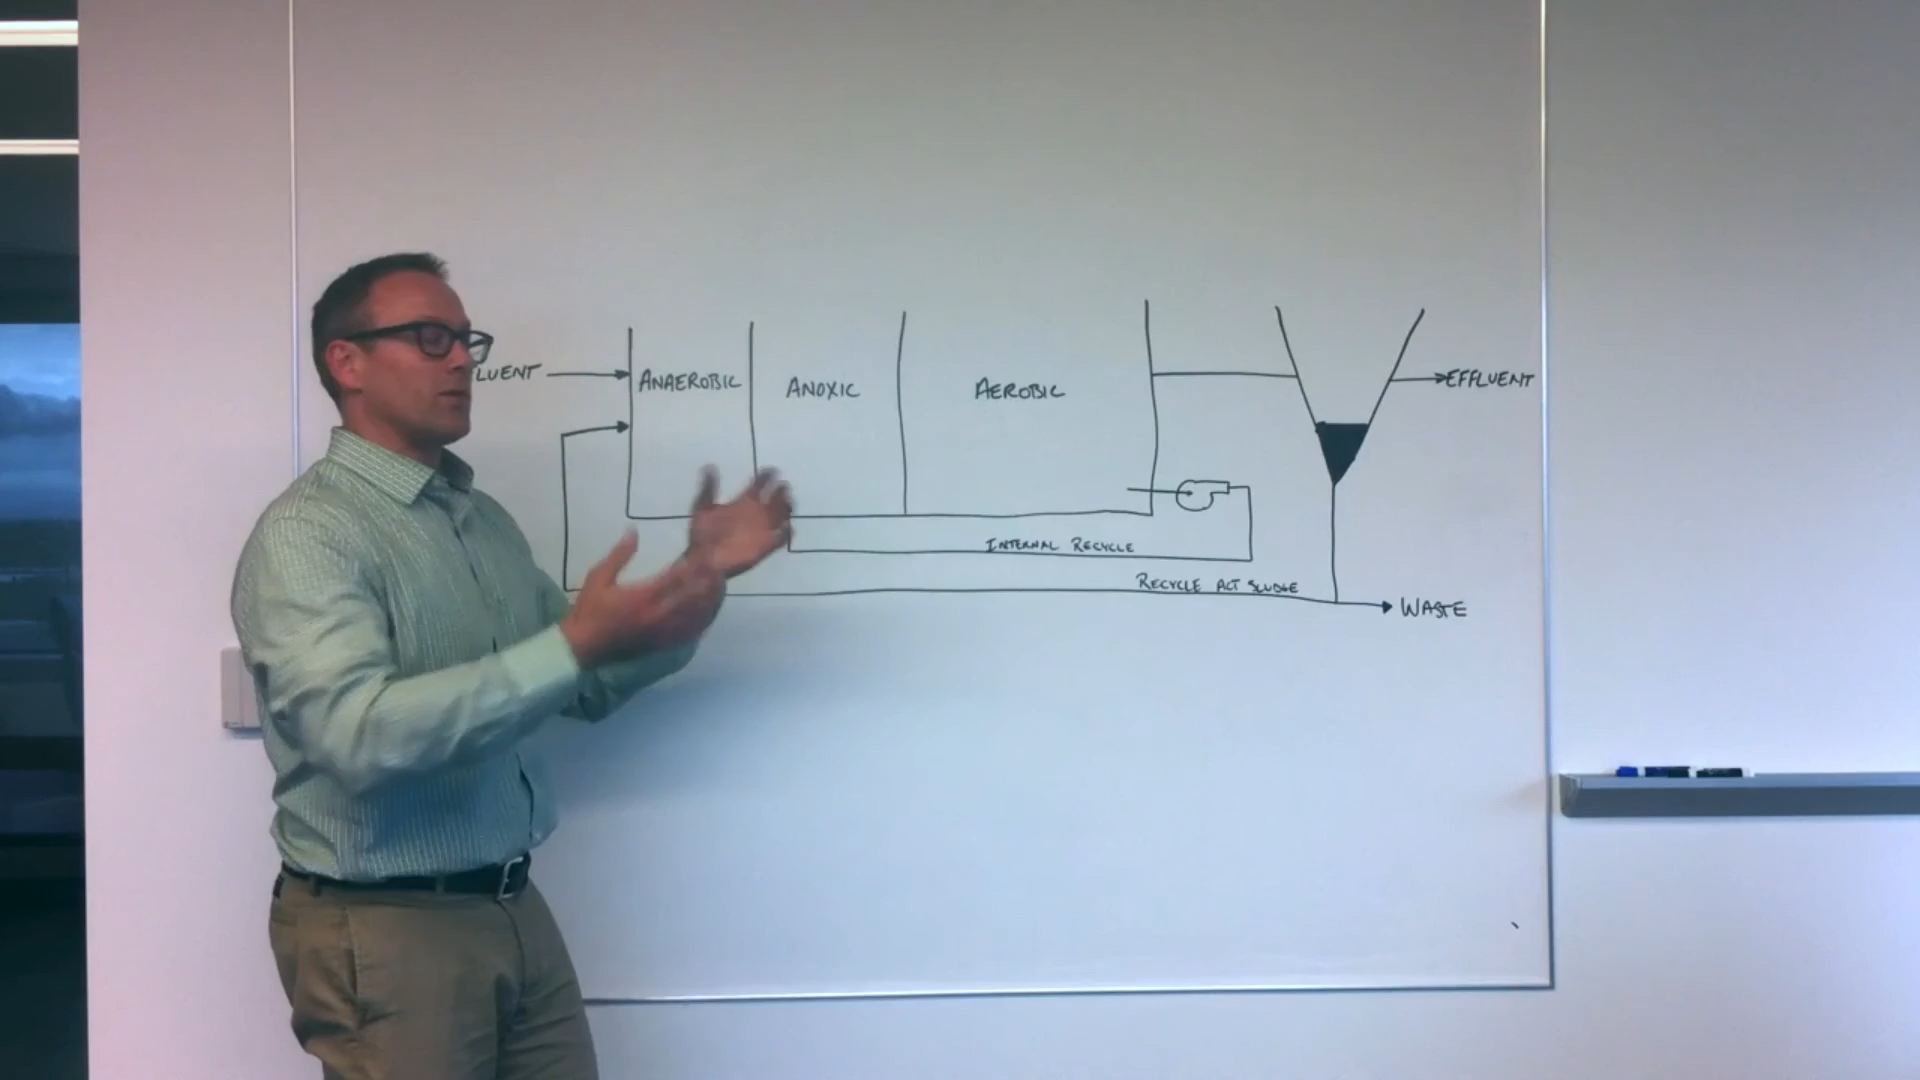 LUENT
ANAEROBIC
ANOXIC
AEROBIC
EFFLUENT
INTERNAL RECYCLE
RECYCLE ACT SLUDGE
WASTE